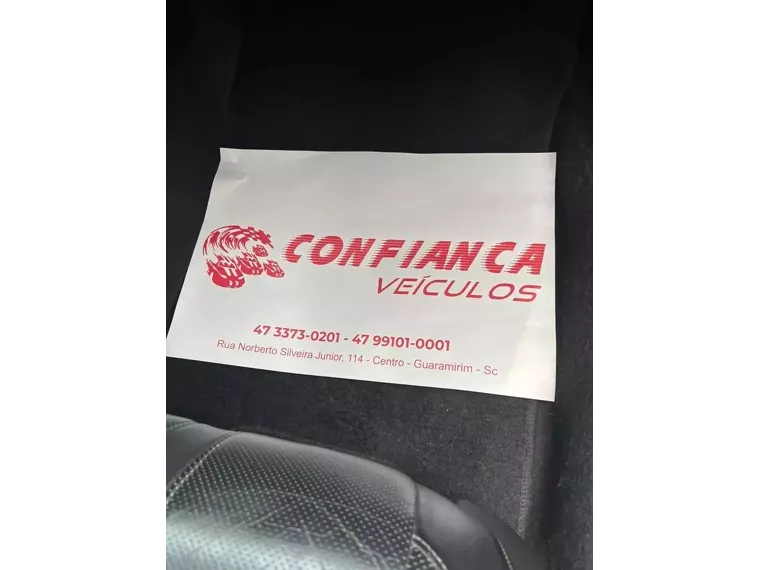 CONFIANCA
VEÍCULOS
47 3373-0201 - 47 99101-0001
Rua Norberto Silveira Junior, 114 - Centro - Guaramirim - Sc